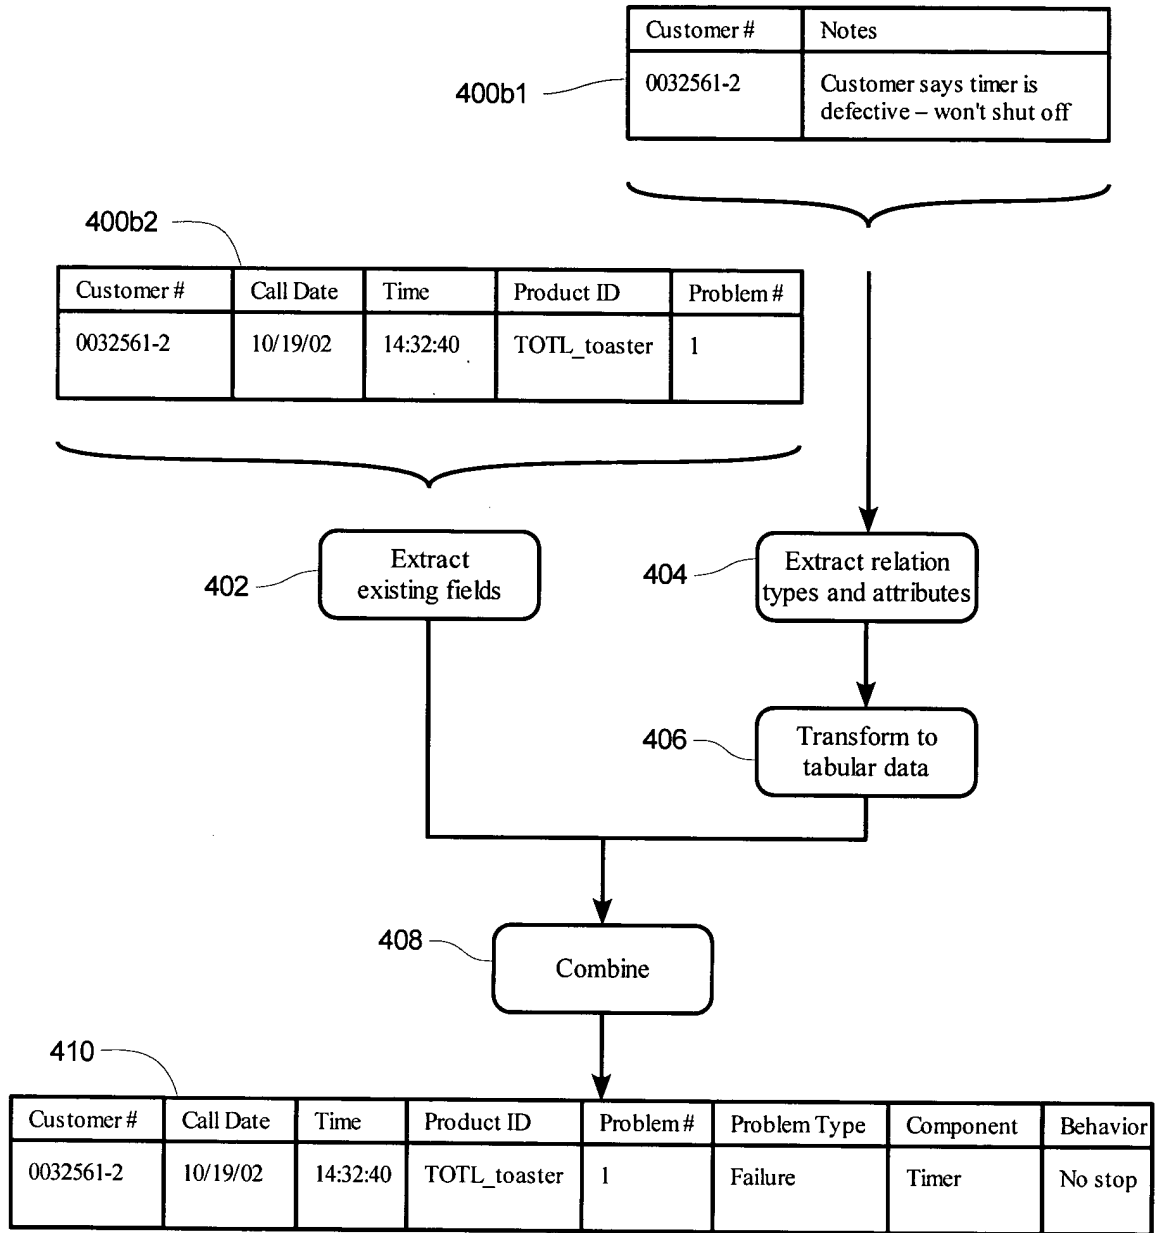 Customer # Notes
400b1
0032561-2 Customer says timer is
defective – won't shut off
400b2
Customer # Call Date Time Product ID Problem #
0032561-2 10/19/02 14:32:40 TOTL_toaster 1
402
Extract
existing fields
404
Extract relation
types and attributes
406
Transform to
tabular data
408
Combine
410
Customer # Call Date Time Product ID Problem # Problem Type Component Behavior
0032561-2 10/19/02 14:32:40 TOTL_toaster 1 Failure Timer No stop